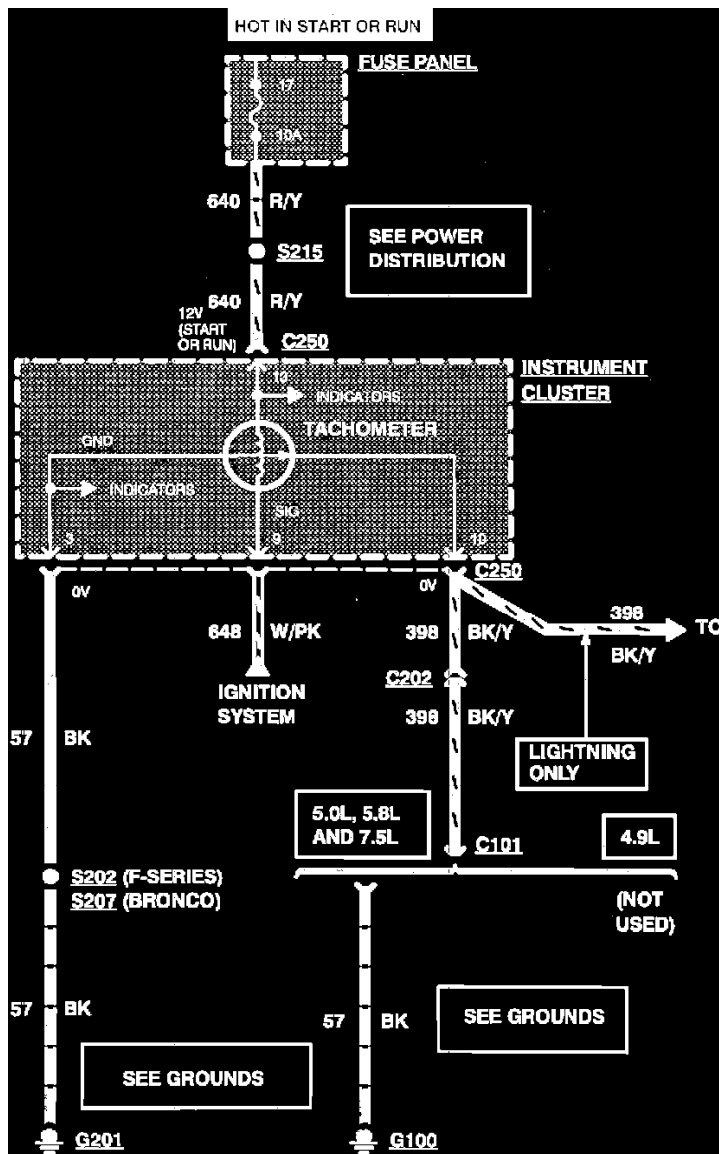 HOT IN START OR RUN
FUSE PANEL
17
10A
640 R/Y
SEE POWER
DISTRIBUTION
S215
640 R/Y
12V
(START
OR RUN)
C250
INSTRUMENT
CLUSTER
INDICATORS
TACHOMETER
GND
INDICATORS
SIG
3 9 10
0V 0V C250
648 W/PK 398 BK/Y
398
BK/Y
TO
C202
IGNITION
SYSTEM
398 BK/Y
57 BK
LIGHTNING
ONLY
5.0L, 5.8L
AND 7.5L
C101
4.9L
S202 (F-SERIES)
S207 (BRONCO)
(NOT
USED)
57 BK
57 BK
SEE GROUNDS
SEE GROUNDS
G201
G100